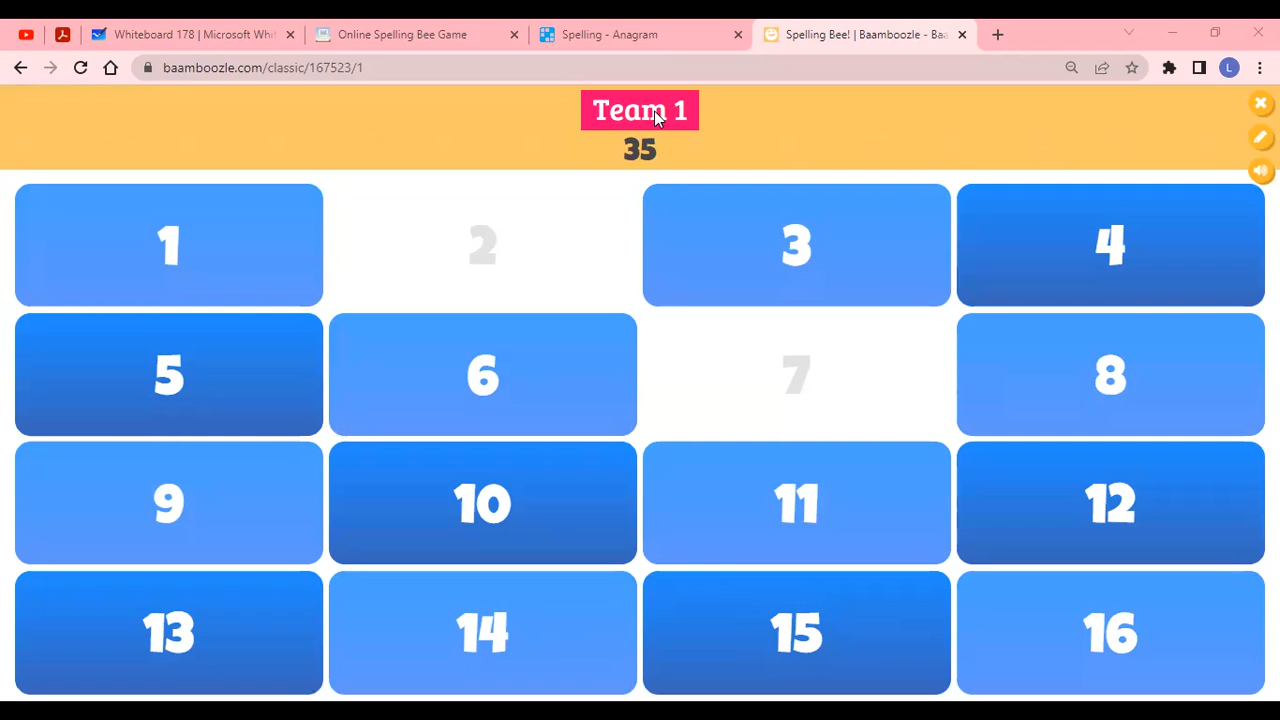 Whiteboard 178 | Microsoft Whi
Online Spelling Bee Game
Spelling - Anagram
Spelling Bee! | Baamboozle - Baa
baamboozle.com/classic/167523/1
L
Team 1
35
1
2
3
4
5
6
7
8
9
10
11
12
13
14
15
16